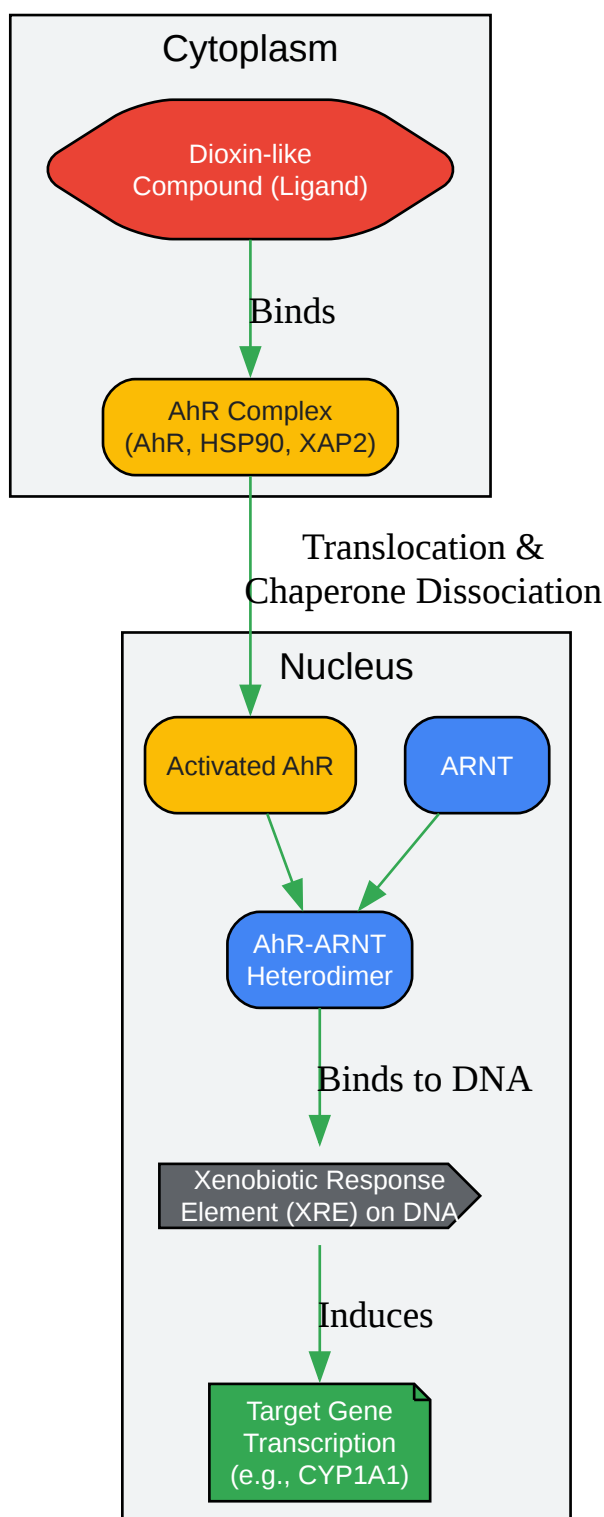 Cytoplasm
Dioxin-like
Compound (Ligand)
Binds
AhR Complex
(AhR, HSP90, XAP2)
Translocation &
Chaperone Dissociation
Nucleus
Activated AhR
ARNT
AhR-ARNT
Heterodimer
Binds to DNA
Xenobiotic Response
Element (XRE) on DNA
Induces
Target Gene
Transcription
(e.g., CYP1A1)